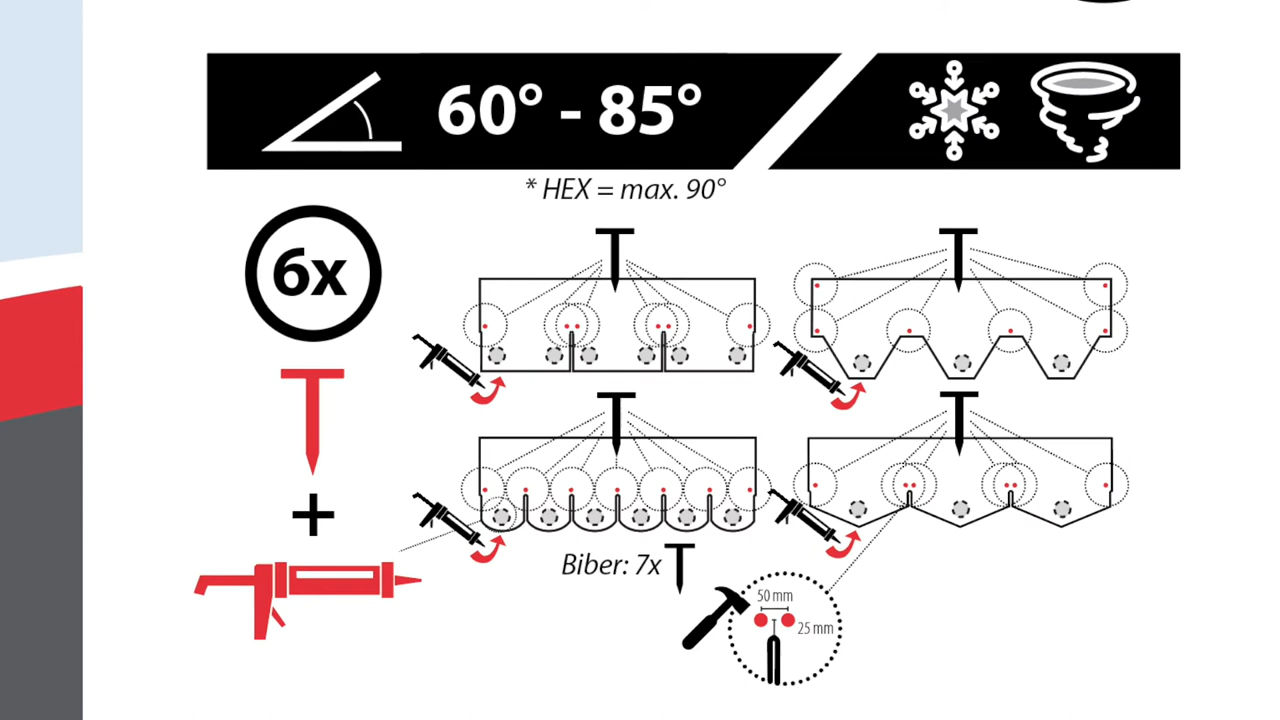 60° - 85°
* HEX = max. 90°
6x
+
Biber: 7x
50 mm
25 mm